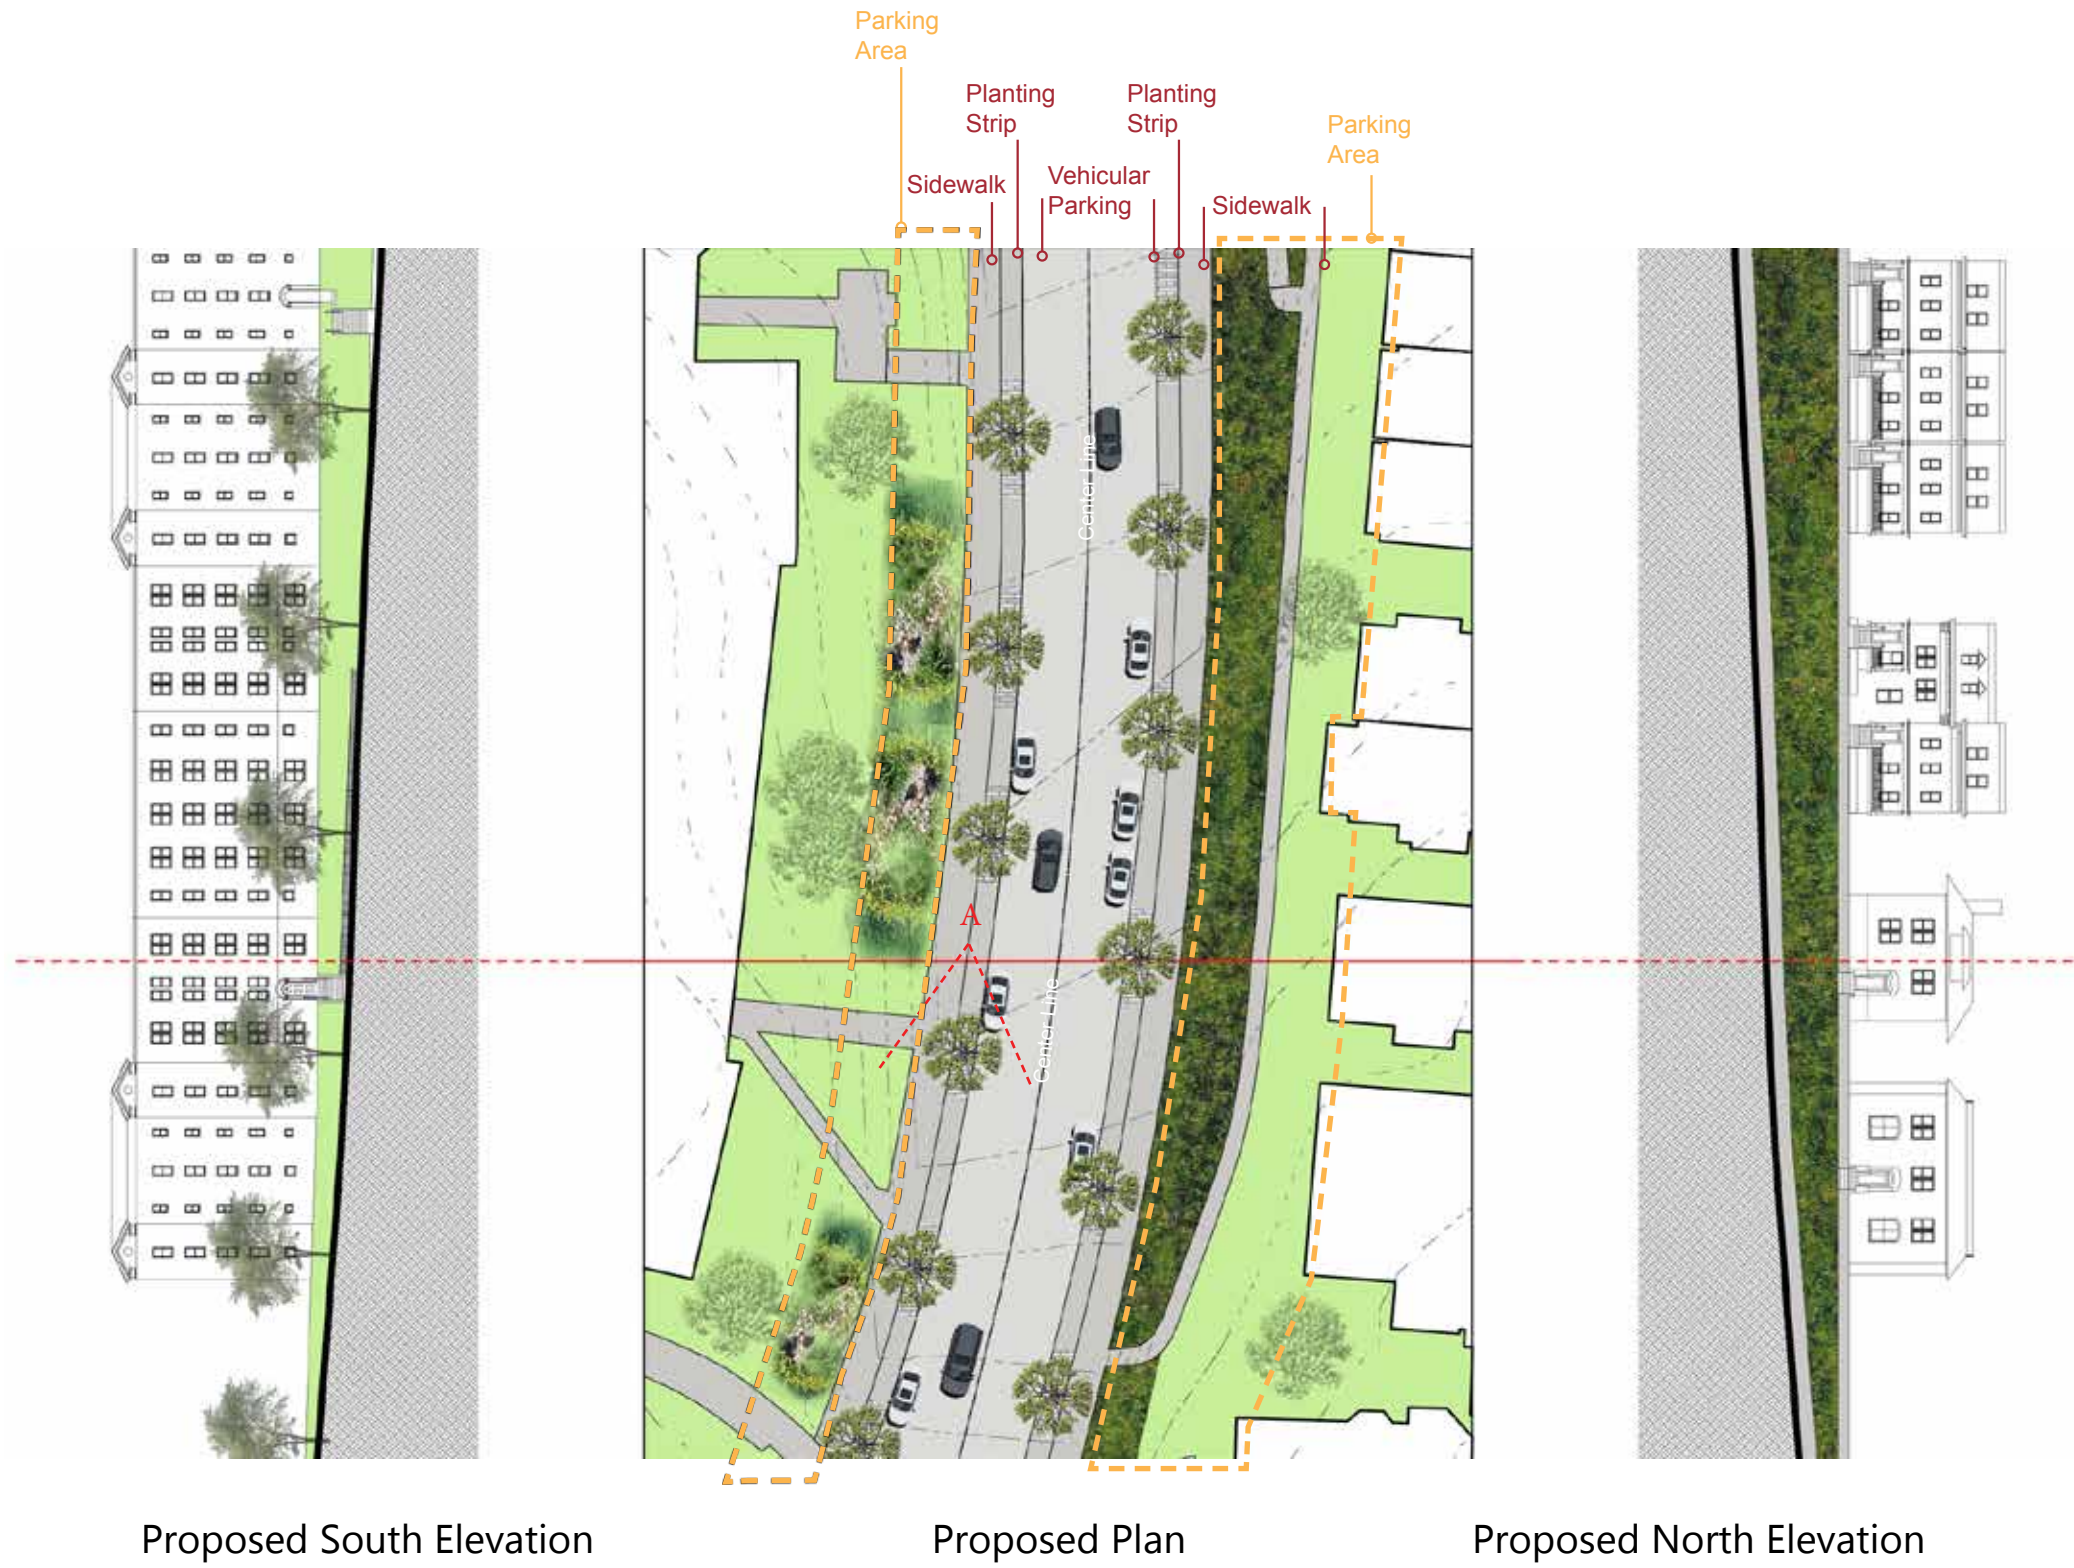 Parking
Area
Planting
Strip
Planting
Strip
Parking
Area
Sidewalk
Vehicular
Parking
Sidewalk
Center Line
A
Center Line
Proposed South Elevation
Proposed Plan
Proposed North Elevation